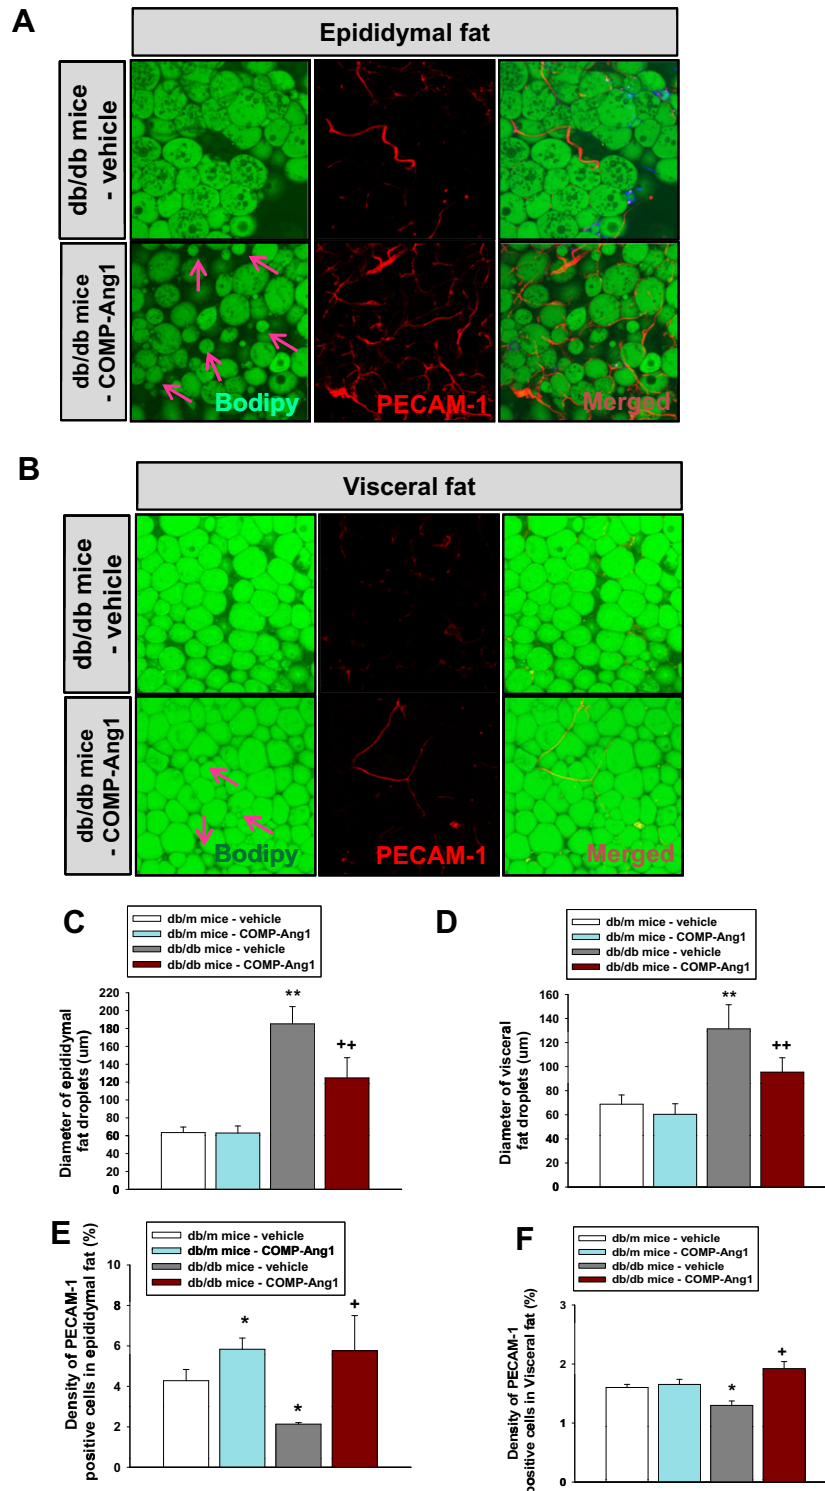 A
Epididymal fat
db/db mice
- vehicle
db/db mice
- COMP-Ang1
Bodipy
PECAM-1
Merged
B
Visceral fat
db/db mice
- vehicle
db/db mice
- COMP-Ang1
Bodipy
PECAM-1
Merged
C
db/m mice - vehicle
db/m mice - COMP-Ang1
db/db mice - vehicle
db/db mice - COMP-Ang1
Diameter of epididymal
fat droplets (um)
220
200
180
160
140
120
100
80
60
40
20
0
**
++
D
db/m mice - vehicle
db/m mice - COMP-Ang1
db/db mice - vehicle
db/db mice - COMP-Ang1
Diameter of visceral
fat droplets (um)
160
140
120
100
80
60
40
20
0
**
++
E
db/m mice - vehicle
db/m mice - COMP-Ang1
db/db mice - vehicle
db/db mice - COMP-Ang1
Density of PECAM-1
positive cells in epididymal fat (%)
10
8
6
4
2
0
*
*
+
F
db/m mice - vehicle
db/m mice - COMP-Ang1
db/db mice - vehicle
db/db mice - COMP-Ang1
Density of PECAM-1
positive cells in Visceral fat (%)
3
2
1
0
*
+